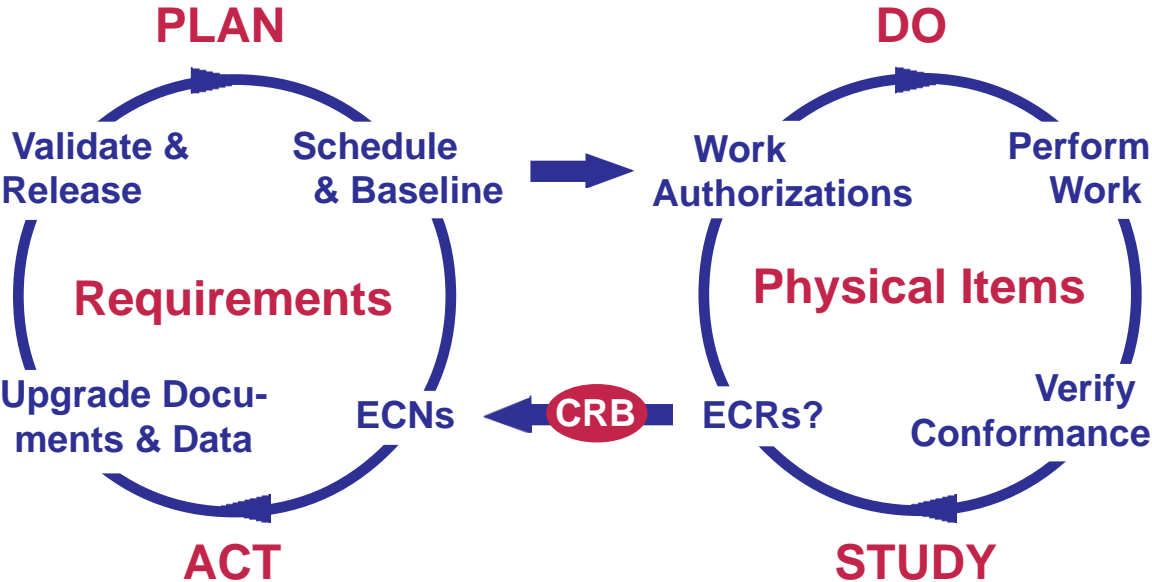 PLAN
DO
Validate &
Release
Schedule
& Baseline
Work
Authorizations
Perform
Work
Requirements
Physical Items
Upgrade Docu-
ments & Data
ECNs
CRB
ECRs?
Verify
Conformance
ACT
STUDY